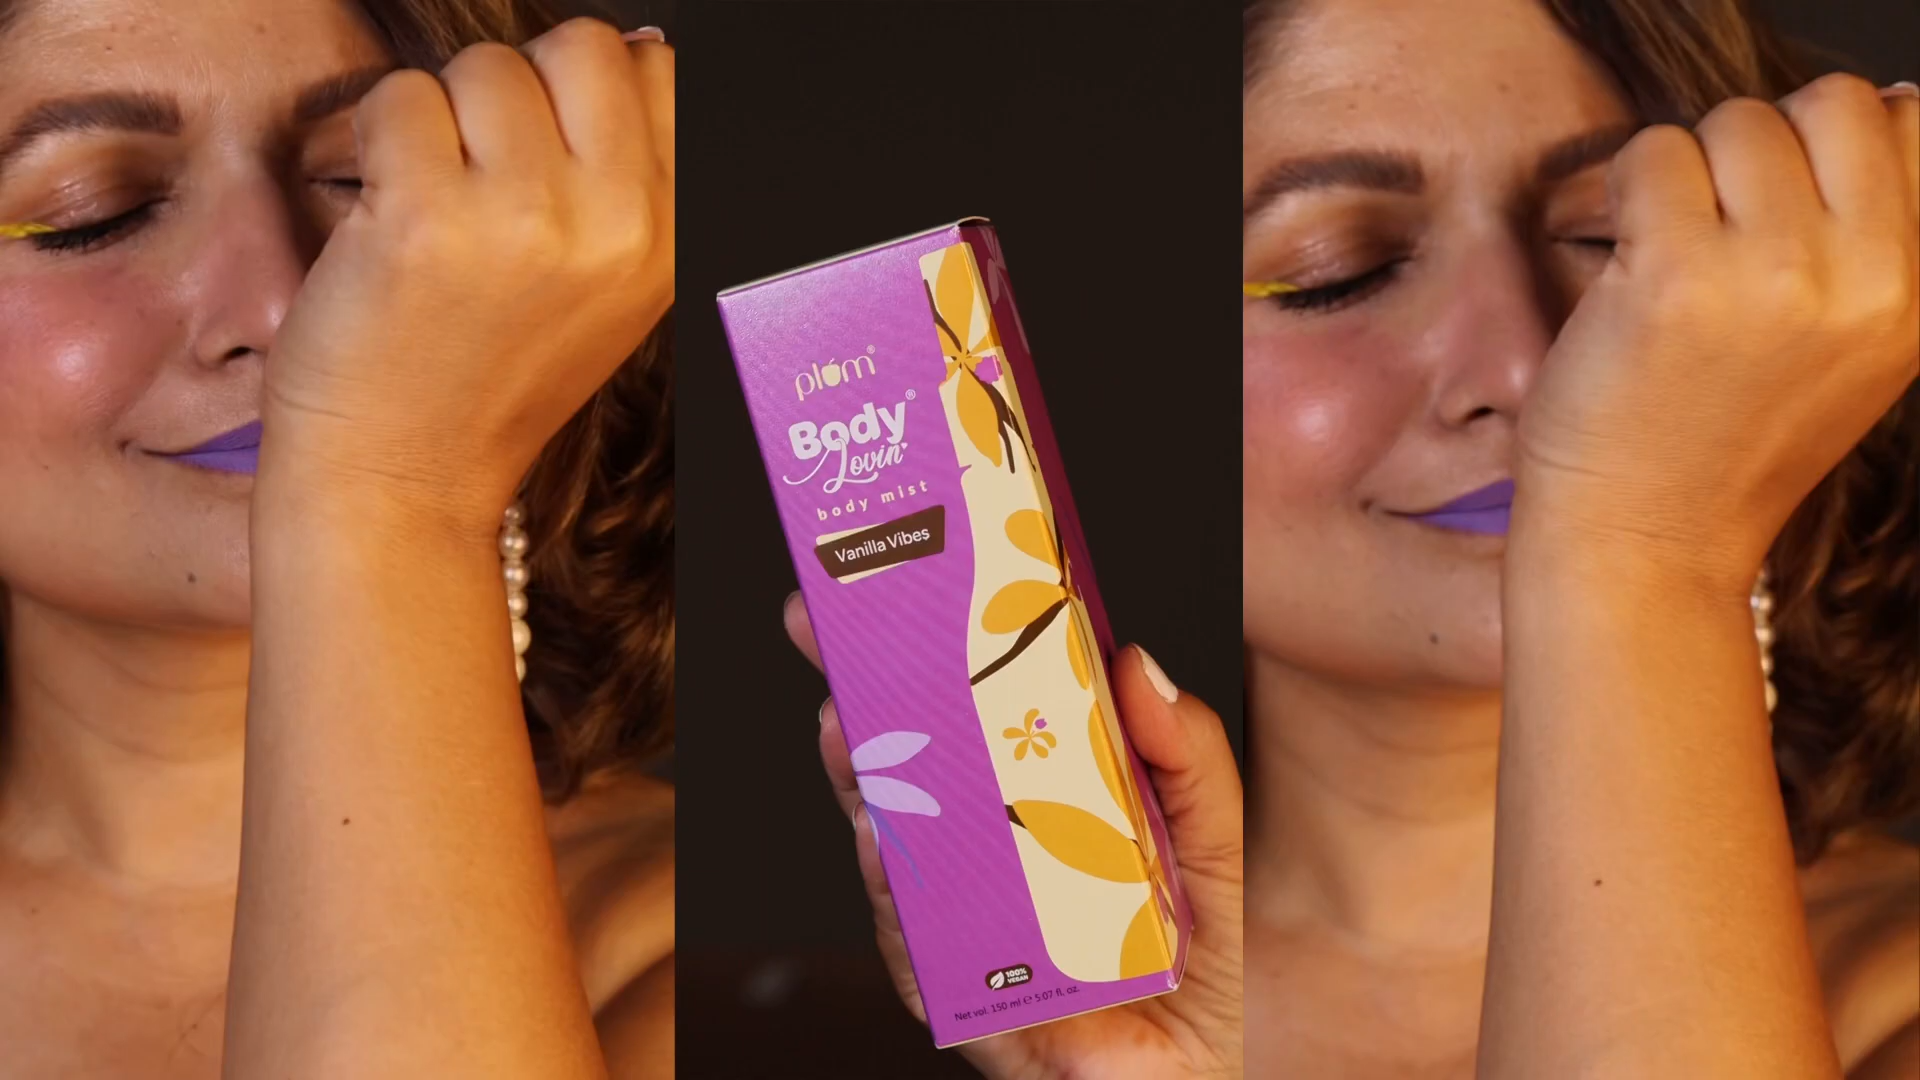 plum®
Body®
Lovin'
body mist
Vanilla Vibes
100%
VEGAN
Net vol. 150 ml ℮ 5.07 fl. oz.